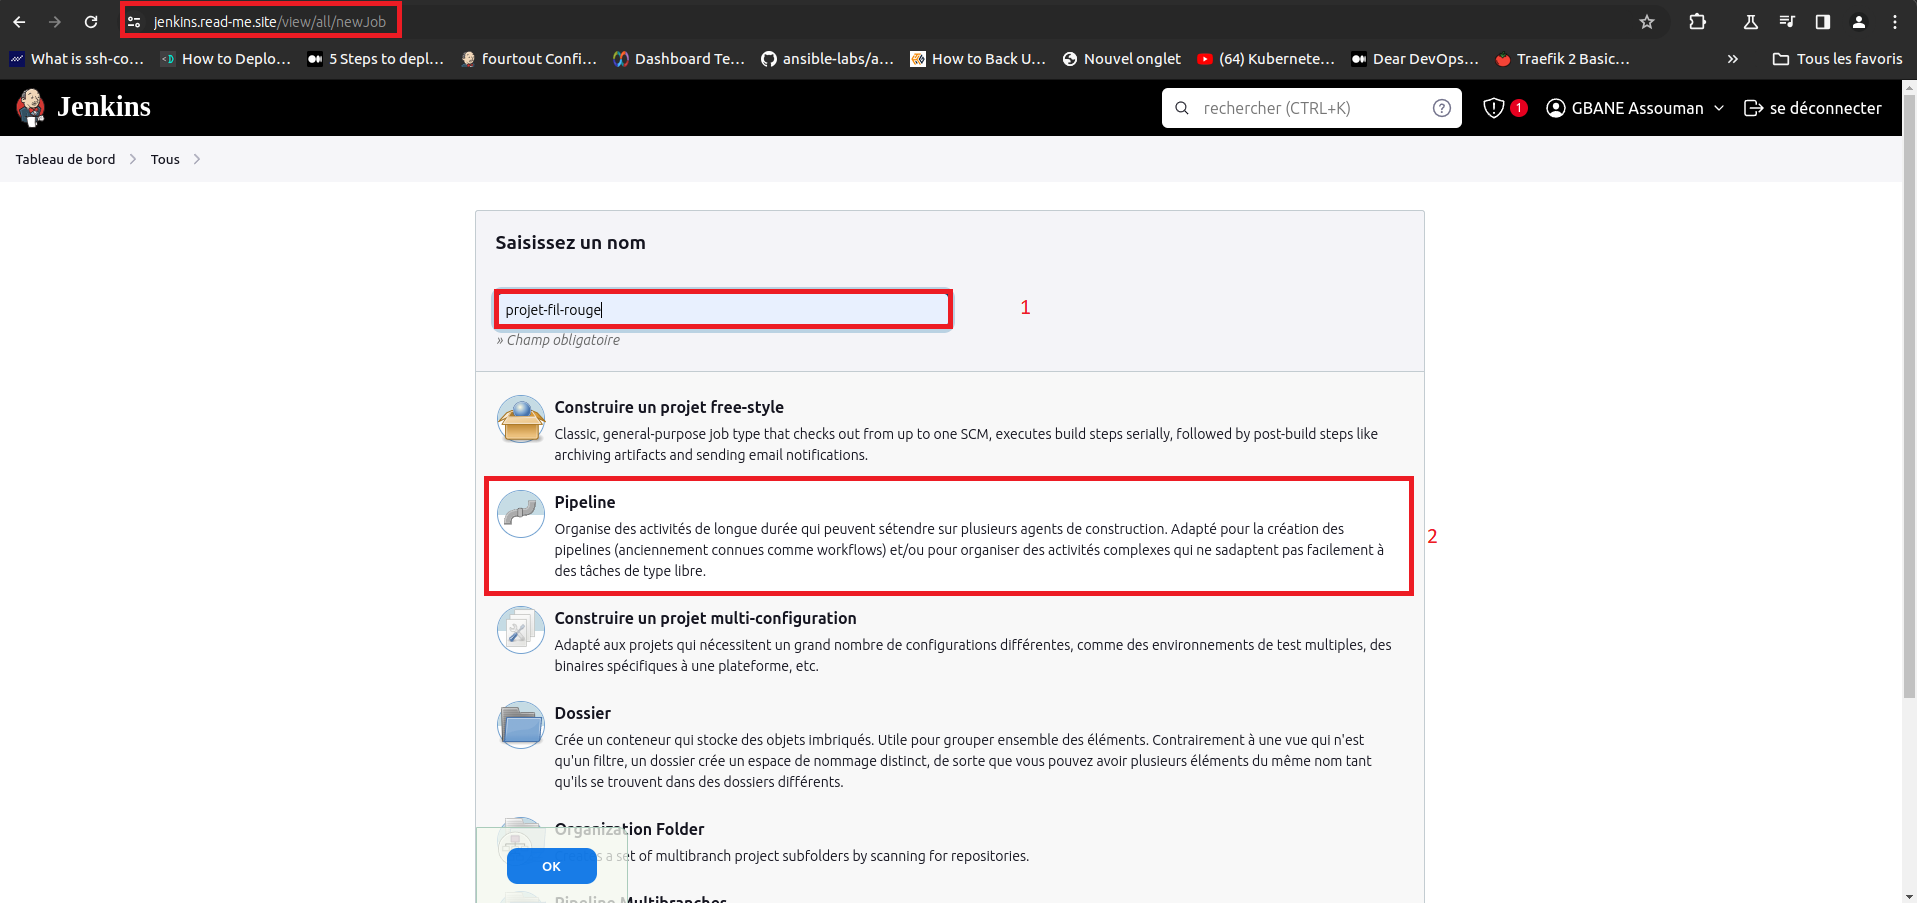 jenkins.read-me.site/view/all/newJob
What is ssh-co... How to Deplo... 5 Steps to depl... fourtout Confi... Dashboard Te... ansible-labs/a... How to Back U... Nouvel onglet (64) Kubernete... Dear DevOps... Traefik 2 Basic... » Tous les favoris
Jenkins rechercher (CTRL+K) ? 1 GBANE Assouman se déconnecter
Tableau de bord Tous
Saisissez un nom
projet-fil-rouge 1
» Champ obligatoire
Construire un projet free-style
Classic, general-purpose job type that checks out from up to one SCM, executes build steps serially, followed by post-build steps like
archiving artifacts and sending email notifications.
Pipeline
Organise des activités de longue durée qui peuvent sétendre sur plusieurs agents de construction. Adapté pour la création des
pipelines (anciennement connues comme workflows) et/ou pour organiser des activités complexes qui ne sadaptent pas facilement à
des tâches de type libre.
2
Construire un projet multi-configuration
Adapté aux projets qui nécessitent un grand nombre de configurations différentes, comme des environnements de test multiples, des
binaires spécifiques à une plateforme, etc.
Dossier
Crée un conteneur qui stocke des objets imbriqués. Utile pour grouper ensemble des éléments. Contrairement à une vue qui n'est
qu'un filtre, un dossier crée un espace de nommage distinct, de sorte que vous pouvez avoir plusieurs éléments du même nom tant
qu'ils se trouvent dans des dossiers différents.
Organization Folder
a set of multibranch project subfolders by scanning for repositories.
OK
Pipeline Multibranches